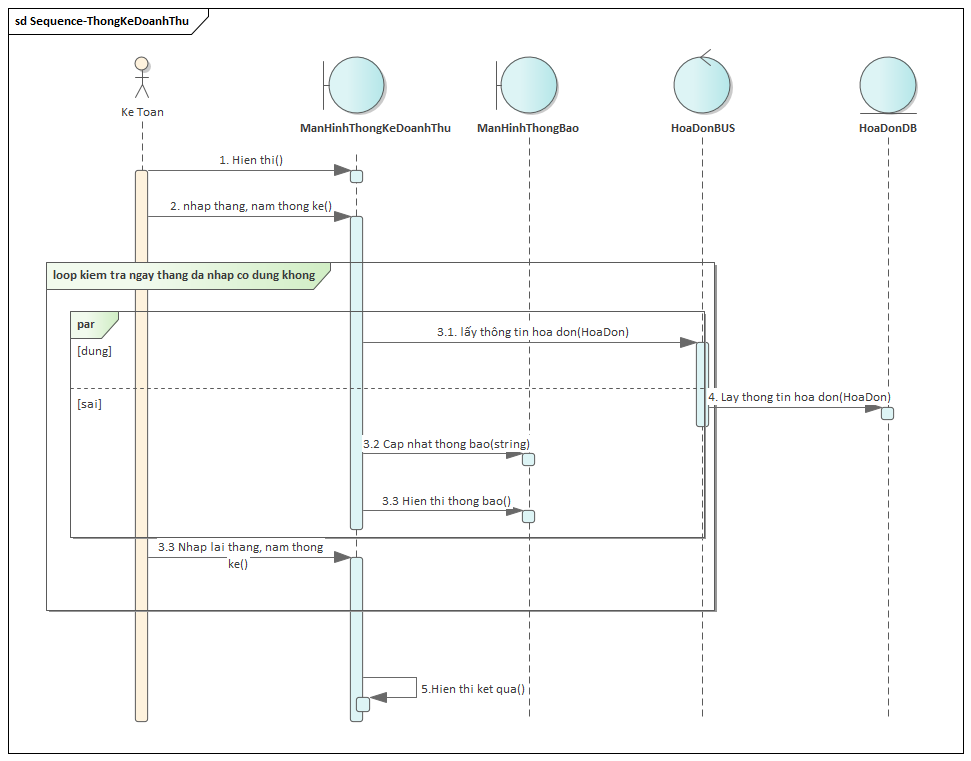 sd Sequence-ThongKeDoanhThu
Ke Toan
ManHinhThongKeDoanhThu
ManHinhThongBao
HoaDonBUS
HoaDonDB
1. Hien thi()
2. nhap thang, nam thong ke()
loop kiem tra ngay thang da nhap co dung khong
par
3.1. lấy thông tin hoa don(HoaDon)
[dung]
4. Lay thong tin hoa don(HoaDon)
[sai]
3.2 Cap nhat thong bao(string)
3.3 Hien thi thong bao()
3.3 Nhap lai thang, nam thong
ke()
5.Hien thi ket qua()